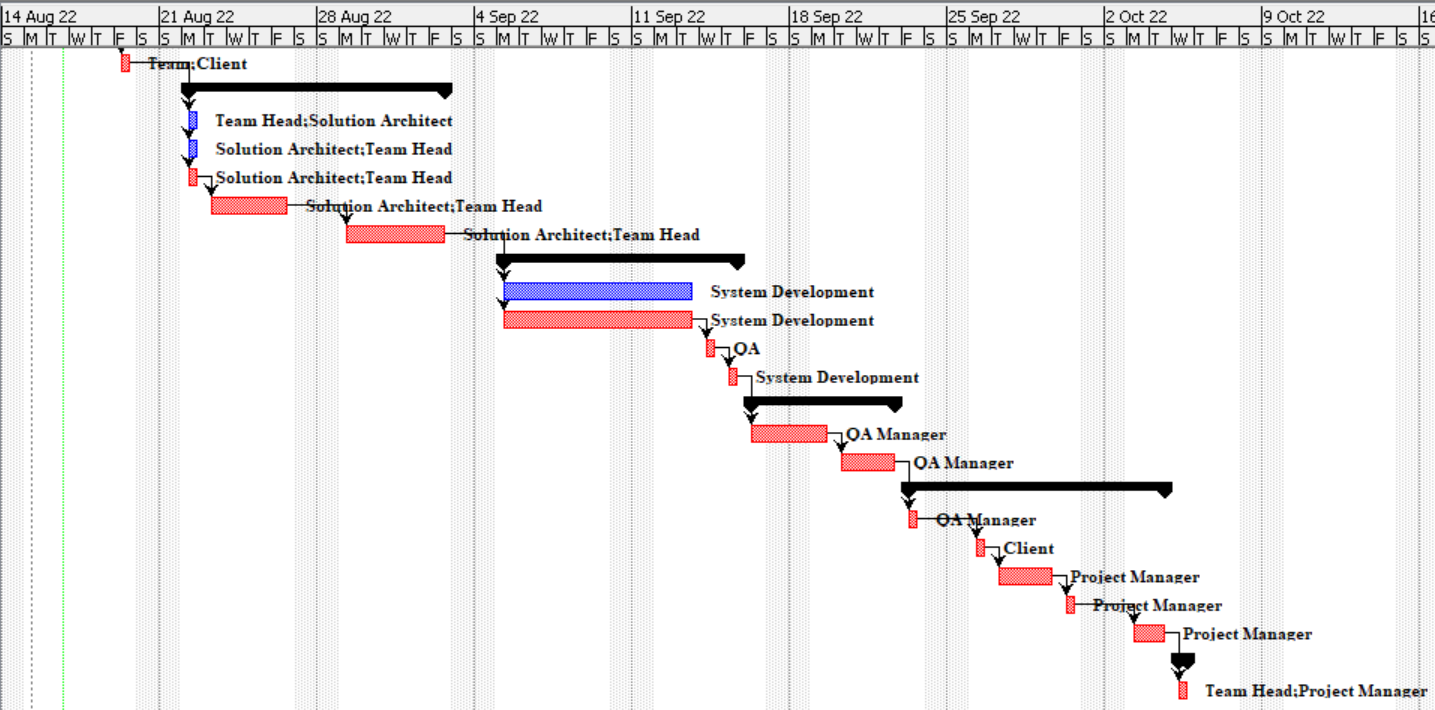 14 Aug 22 21 Aug 22 28 Aug 22 4 Sep 22 11 Sep 22 18 Sep 22 25 Sep 22 2 Oct 22 9 Oct 22 16
S M T W T F S S M T W T F S S M T W T F S S M T W T F S S M T W T F S S M T W T F S S M T W T F S S M T W T F S S M T W T F S S
Team;Client
Team Head;Solution Architect
Solution Architect;Team Head
Solution Architect;Team Head
Solution Architect;Team Head
Solution Architect;Team Head
System Development
System Development
QA
System Development
QA Manager
QA Manager
QA Manager
Client
Project Manager
Project Manager
Project Manager
Team Head;Project Manager